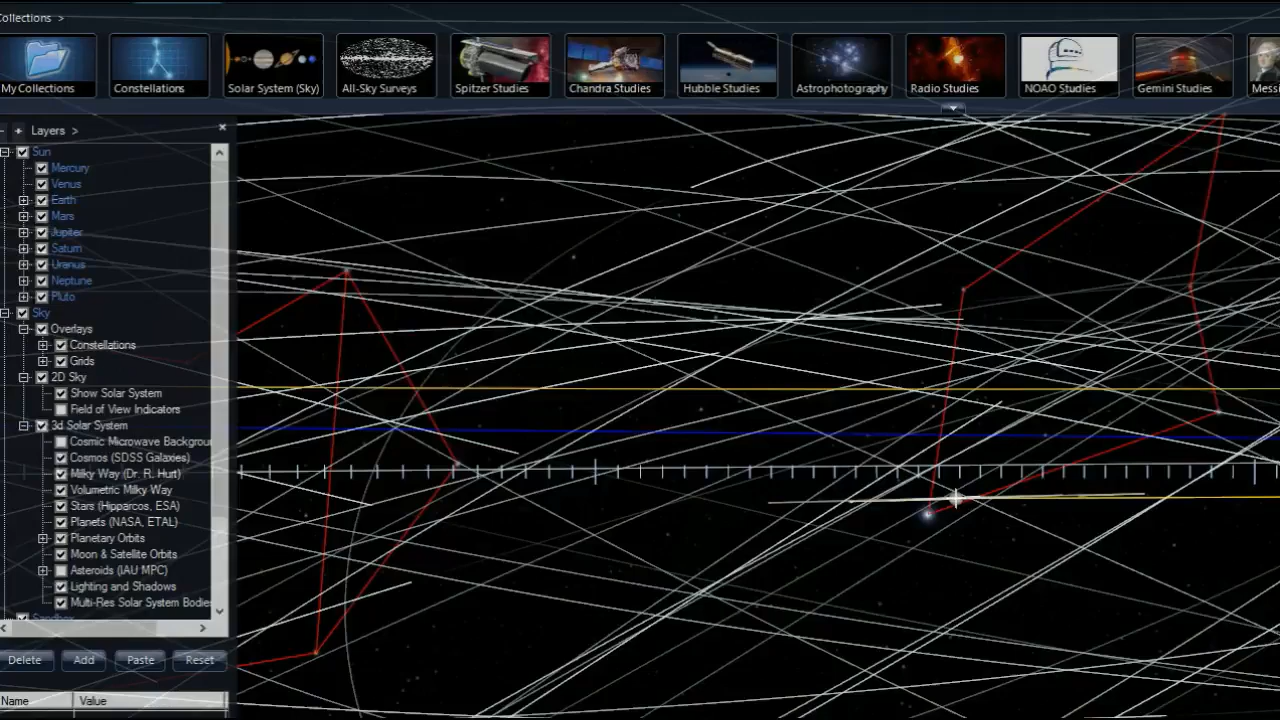 Collections >
My Collections
Constellations
Solar System (Sky)
All-Sky Surveys
Spitzer Studies
Chandra Studies
Hubble Studies
Astrophotography
Radio Studies
NOAO Studies
Gemini Studies
Messi
Layers >
Sun
Mercury
Venus
Earth
Mars
Jupiter
Saturn
Uranus
Neptune
Pluto
Sky
Overlays
Constellations
Grids
2D Sky
Show Solar System
Field of View Indicators
3d Solar System
Cosmic Microwave Backgrou
Cosmos (SDSS Galaxies)
Milky Way (Dr. R. Hurt)
Volumetric Milky Way
Stars (Hipparcos, ESA)
Planets (NASA, ETAL)
Planetary Orbits
Moon & Satellite Orbits
Asteroids (IAU MPC)
Lighting and Shadows
Multi-Res Solar System Bodie
Sandbox
Delete Add Paste Reset
Name Value